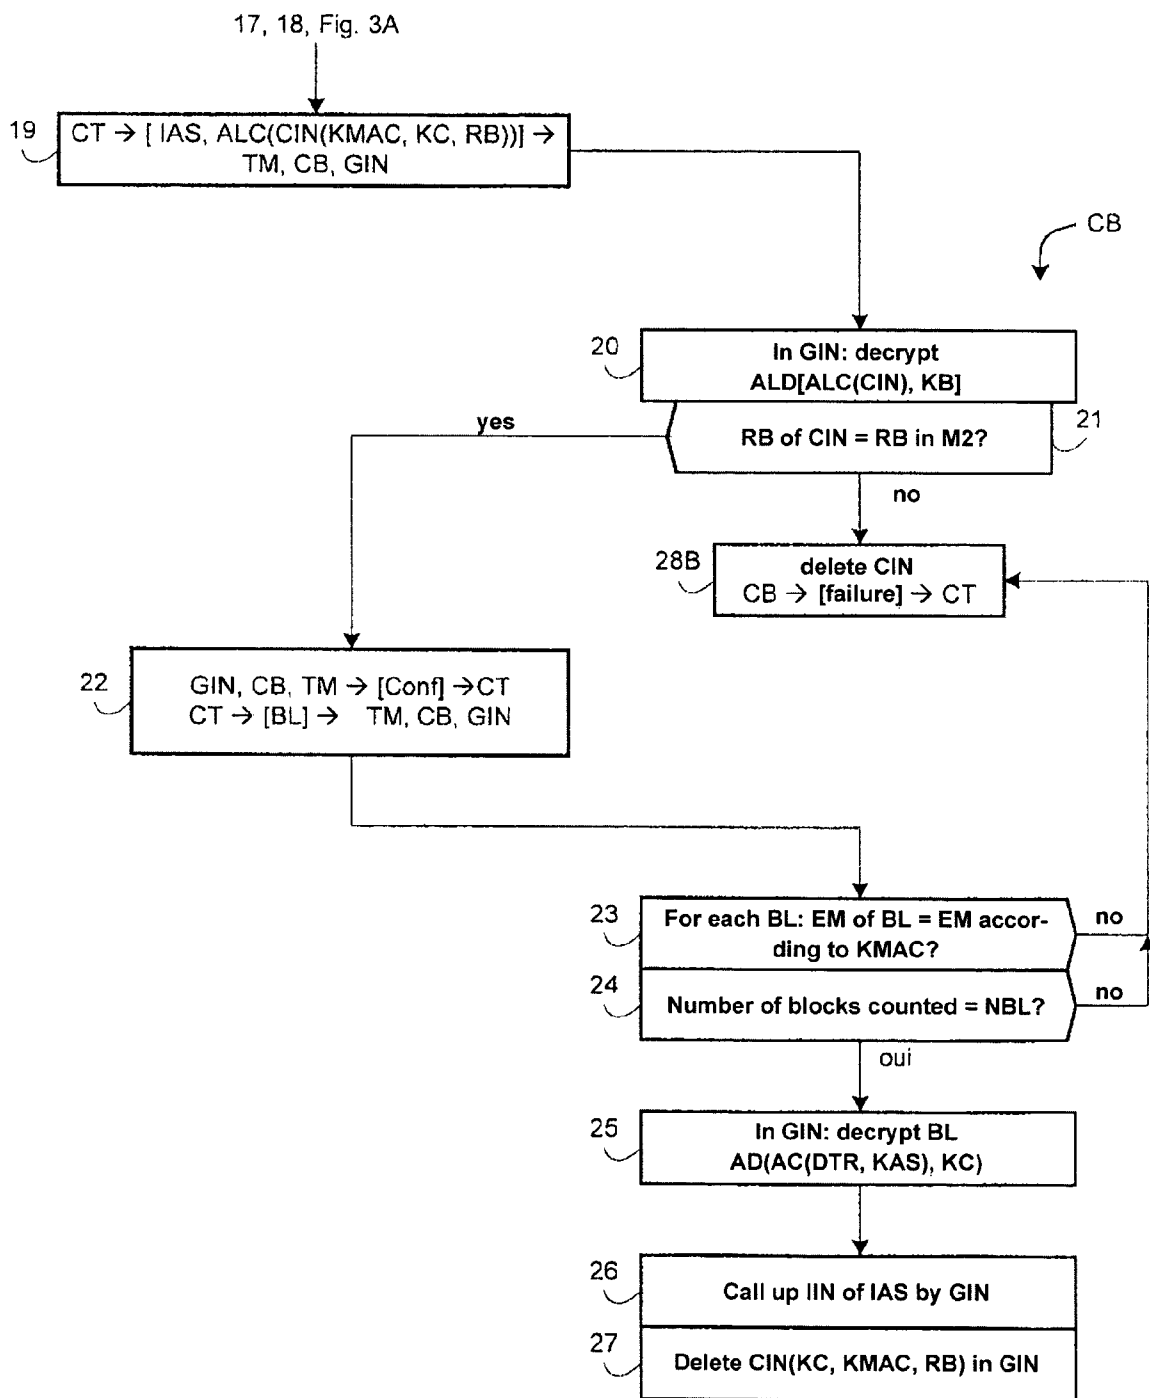 17, 18, Fig. 3A
19
CT → [ IAS, ALC(CIN(KMAC, KC, RB))] →
TM, CB, GIN
CB
20
In GIN: decrypt
ALD[ALC(CIN), KB]
21
RB of CIN = RB in M2?
yes
no
28B
delete CIN
CB → [failure] → CT
22
GIN, CB, TM → [Conf] →CT
CT → [BL] → TM, CB, GIN
23
For each BL: EM of BL = EM accor-
ding to KMAC?
no
24
Number of blocks counted = NBL?
no
oui
25
In GIN: decrypt BL
AD(AC(DTR, KAS), KC)
26
Call up IIN of IAS by GIN
27
Delete CIN(KC, KMAC, RB) in GIN